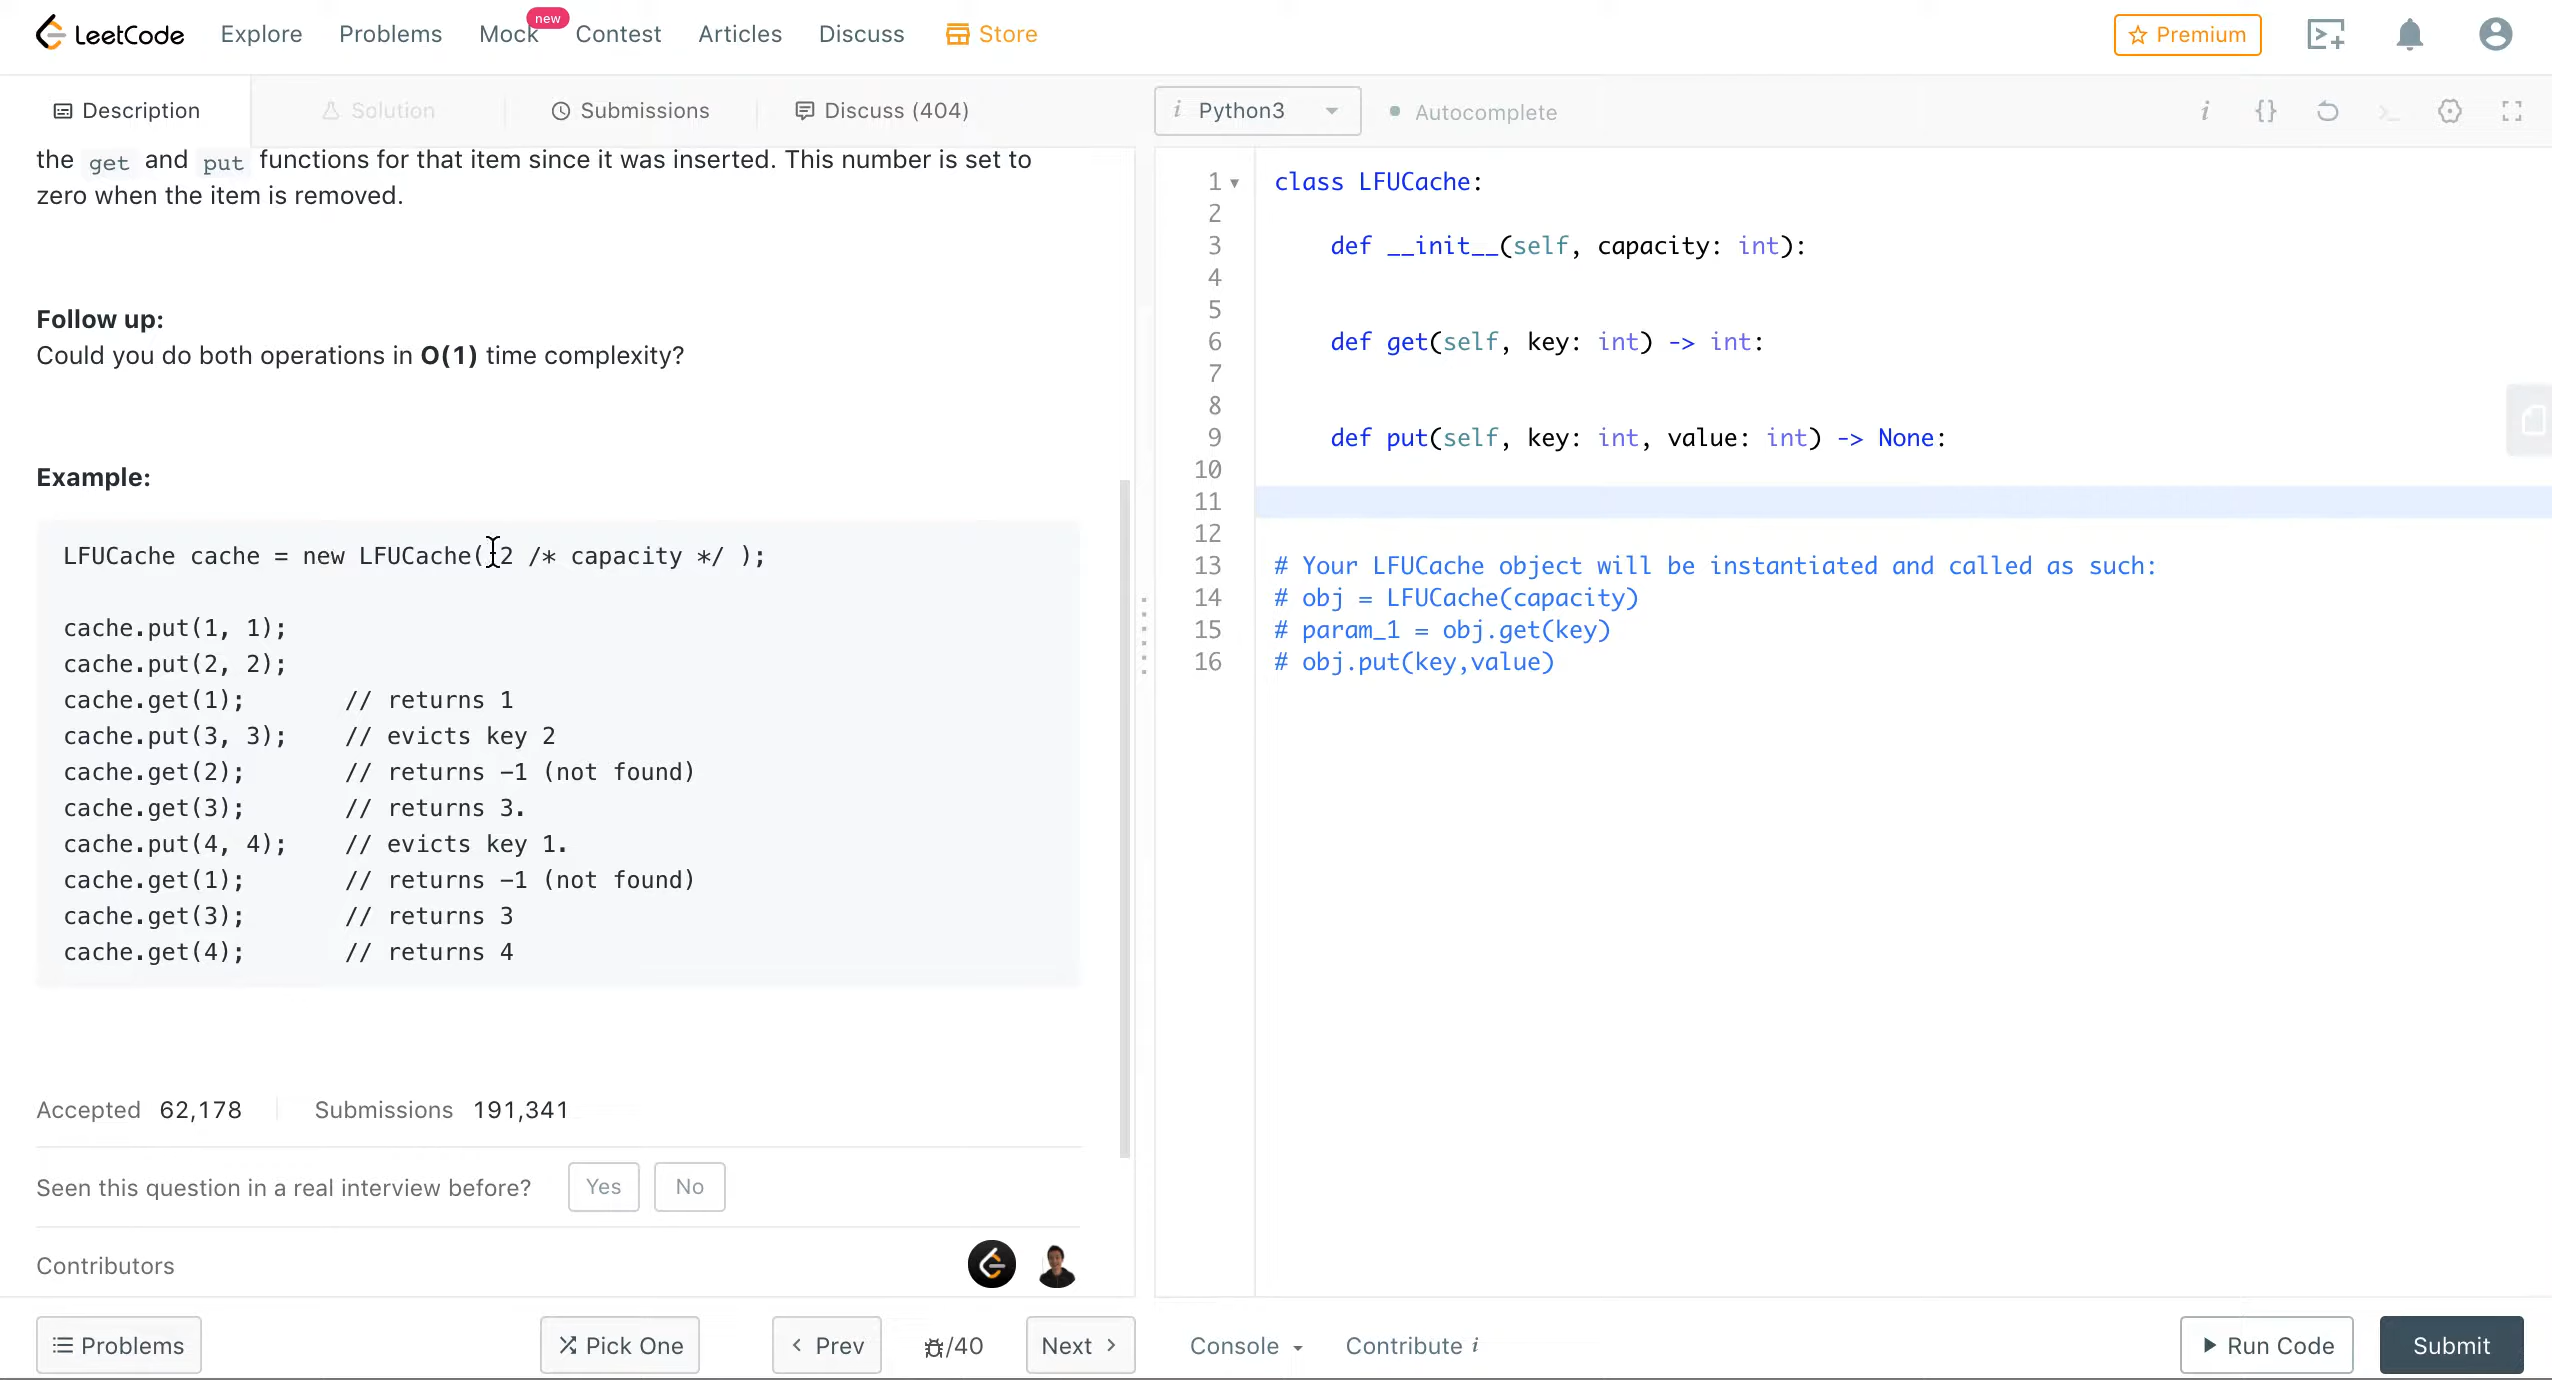 LeetCode Explore Problems Mock new Contest Articles Discuss Store Premium
Description Solution Submissions Discuss (404)
the get and put functions for that item since it was inserted. This number is set to
zero when the item is removed.
Follow up:
Could you do both operations in O(1) time complexity?
Example:
LFUCache cache = new LFUCache( 2 /* capacity */ );
cache.put(1, 1);
cache.put(2, 2);
cache.get(1);       // returns 1
cache.put(3, 3);    // evicts key 2
cache.get(2);       // returns -1 (not found)
cache.get(3);       // returns 3.
cache.put(4, 4);    // evicts key 1.
cache.get(1);       // returns -1 (not found)
cache.get(3);       // returns 3
cache.get(4);       // returns 4
Accepted 62,178 Submissions 191,341
Seen this question in a real interview before? Yes No
Contributors
Problems Pick One < Prev /40 Next >
i Python3 Autocomplete i {}
1 class LFUCache:
2
3     def __init__(self, capacity: int):
4
5
6     def get(self, key: int) -> int:
7
8
9     def put(self, key: int, value: int) -> None:
10
11
12
13 # Your LFUCache object will be instantiated and called as such:
14 # obj = LFUCache(capacity)
15 # param_1 = obj.get(key)
16 # obj.put(key,value)
Console Contribute i Run Code Submit